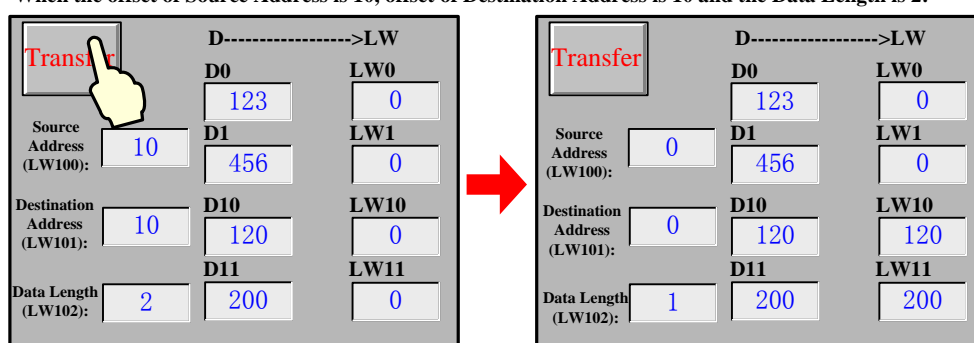 When the offset of Source Address is 10, offset of Destination Address is 10 and the Data Length is 2:
Transfer
D----------------->LW
D0 LW0
123 0
Source
Address
(LW100):
10
D1 LW1
456 0
Destination
Address
(LW101):
10
D10 LW10
120 0
D11 LW11
Data Length
(LW102):
2
200 0
Transfer
D----------------->LW
D0 LW0
123 0
Source
Address
(LW100):
0
D1 LW1
456 0
Destination
Address
(LW101):
0
D10 LW10
120 120
D11 LW11
Data Length
(LW102):
1
200 200